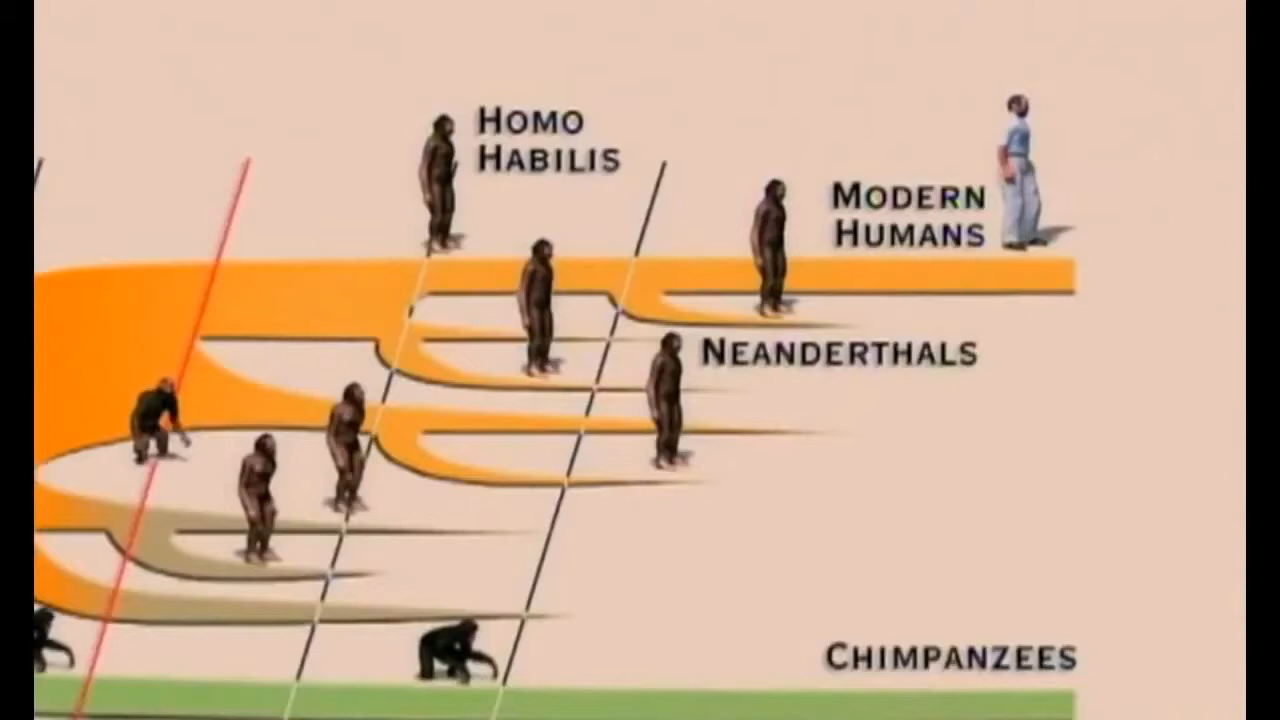 HOMO
HABILIS
MODERN
HUMANS
NEANDERTHALS
CHIMPANZEES